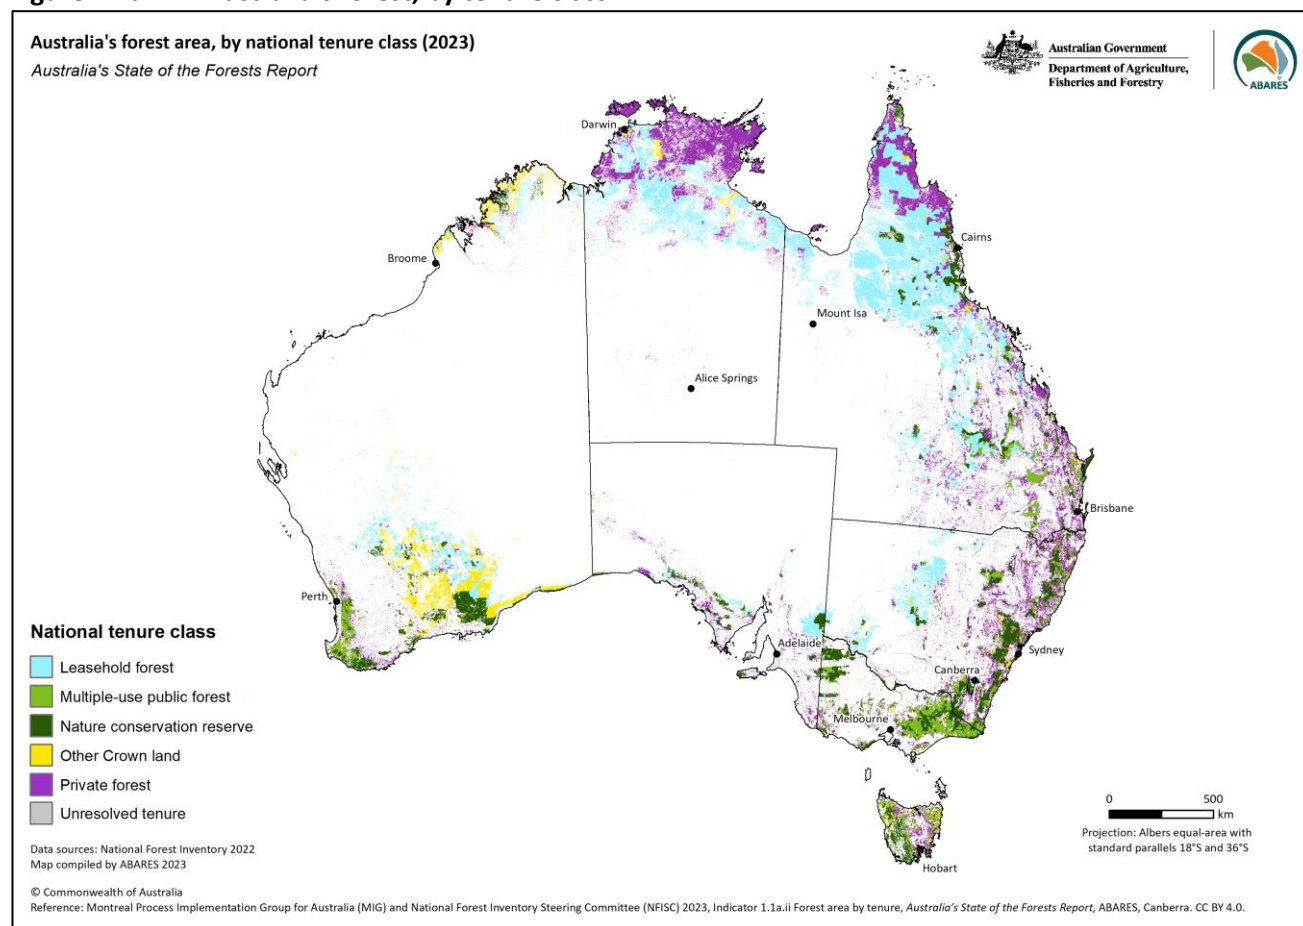 Australia's forest area, by national tenure class (2023)
Australia's State of the Forests Report
Australian Government
Department of Agriculture,
Fisheries and Forestry
ABARES
Darwin
Broome
Cairns
Mount Isa
Alice Springs
Brisbane
Perth
Adelaide
Sydney
Canberra
Melbourne
Hobart
National tenure class
Leasehold forest
Multiple-use public forest
Nature conservation reserve
Other Crown land
Private forest
Unresolved tenure
0 500
km
Projection: Albers equal-area with
standard parallels 18°S and 36°S
Data sources: National Forest Inventory 2022
Map compiled by ABARES 2023
© Commonwealth of Australia
Reference: Montreal Process Implementation Group for Australia (MIG) and National Forest Inventory Steering Committee (NFISC) 2023, Indicator 1.1a.ii Forest area by tenure, Australia's State of the Forests Report, ABARES, Canberra. CC BY 4.0.